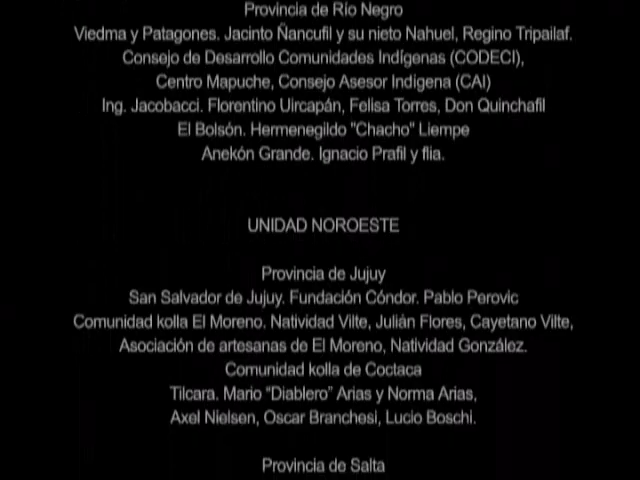 Provincia de Río Negro
Viedma y Patagones. Jacinto Ñancufil y su nieto Nahuel, Regino Tripailaf.
Consejo de Desarrollo Comunidades Indígenas (CODECI),
Centro Mapuche, Consejo Asesor Indigena (CAI)
Ing. Jacobacci. Florentino Uircapán, Felisa Torres, Don Quinchafil
El Bolsón. Hermenegildo "Chacho" Liempe
Anekón Grande. Ignacio Prafil y flia.
UNIDAD NOROESTE
Provincia de Jujuy
San Salvador de Jujuy. Fundación Cóndor. Pablo Perovic
Comunidad kolla El Moreno. Natividad Vilte, Julián Flores, Cayetano Vilte,
Asociación de artesanas de El Moreno, Natividad González.
Comunidad kolla de Coctaca
Tilcara. Mario “Diablero” Arias y Norma Arias,
Axel Nielsen, Oscar Branchesi, Lucio Boschi.
Provincia de Salta